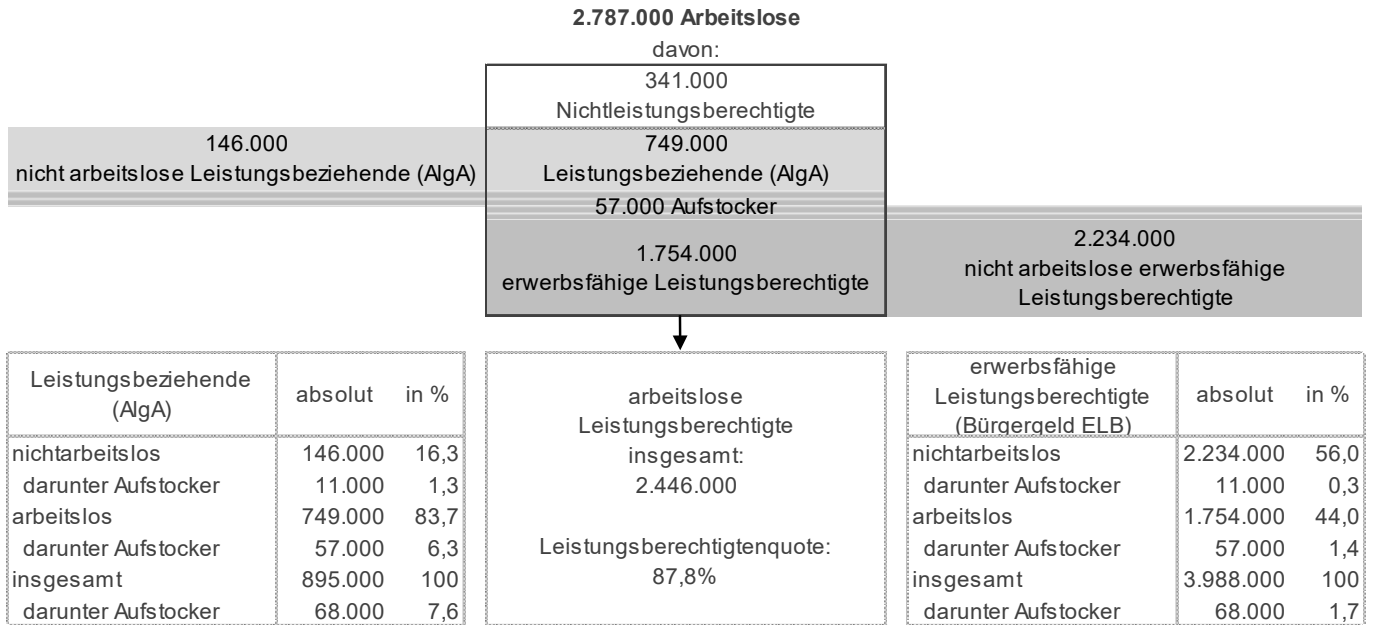 2.787.000 Arbeitslose
davon:
341.000
Nichtleistungsberechtigte
146.000
nicht arbeitslose Leistungsbeziehende (AlgA)
749.000
Leistungsbeziehende (AlgA)
57.000 Aufstocker
1.754.000
erwerbsfähige Leistungsberechtigte
2.234.000
nicht arbeitslose erwerbsfähige
Leistungsberechtigte
Leistungsbeziehende
(AlgA)
absolut in %
nichtarbeitslos 146.000 16,3
darunter Aufstocker 11.000 1,3
arbeitslos 749.000 83,7
darunter Aufstocker 57.000 6,3
insgesamt 895.000 100
darunter Aufstocker 68.000 7,6
arbeitslose
Leistungsberechtigte
insgesamt:
2.446.000
Leistungsberechtigtenquote:
87,8%
erwerbsfähige
Leistungsberechtigte
(Bürgergeld ELB)
absolut in %
nichtarbeitslos 2.234.000 56,0
darunter Aufstocker 11.000 0,3
arbeitslos 1.754.000 44,0
darunter Aufstocker 57.000 1,4
insgesamt 3.988.000 100
darunter Aufstocker 68.000 1,7